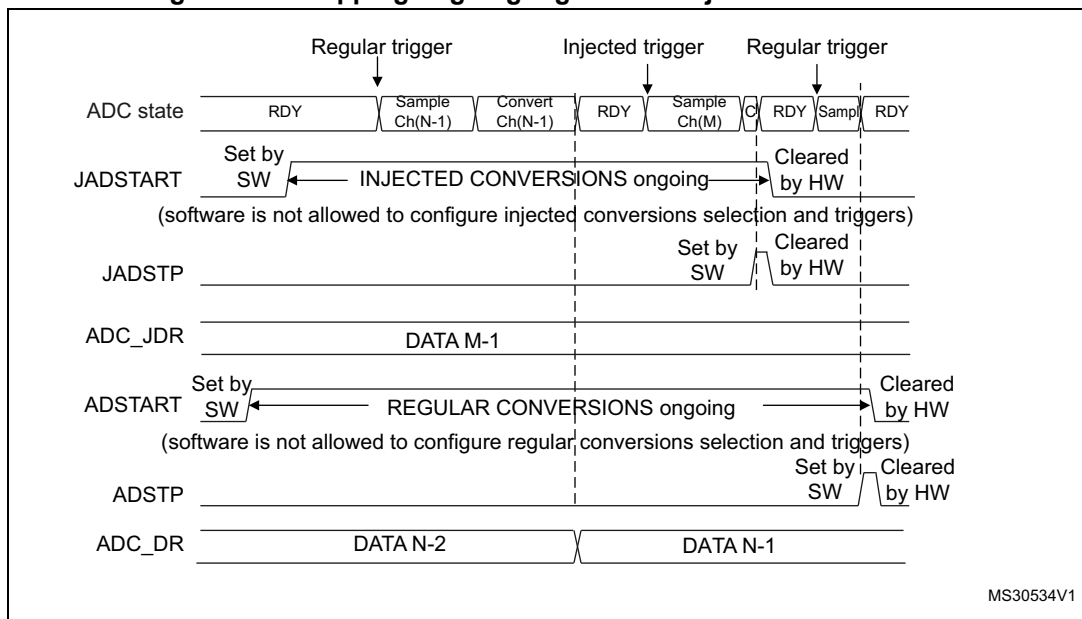 Regular trigger Injected trigger Regular trigger
ADC state RDY Sample Ch(N-1) Convert Ch(N-1) RDY Sample Ch(M) C RDY Sampl RDY
JADSTART Set by SW INJECTED CONVERSIONS ongoing Cleared by HW
(software is not allowed to configure injected conversions selection and triggers)
JADSTP Set by SW Cleared by HW
ADC_JDR DATA M-1
ADSTART Set by SW REGULAR CONVERSIONS ongoing Cleared by HW
(software is not allowed to configure regular conversions selection and triggers)
ADSTP Set by SW Cleared by HW
ADC_DR DATA N-2 DATA N-1
MS30534V1